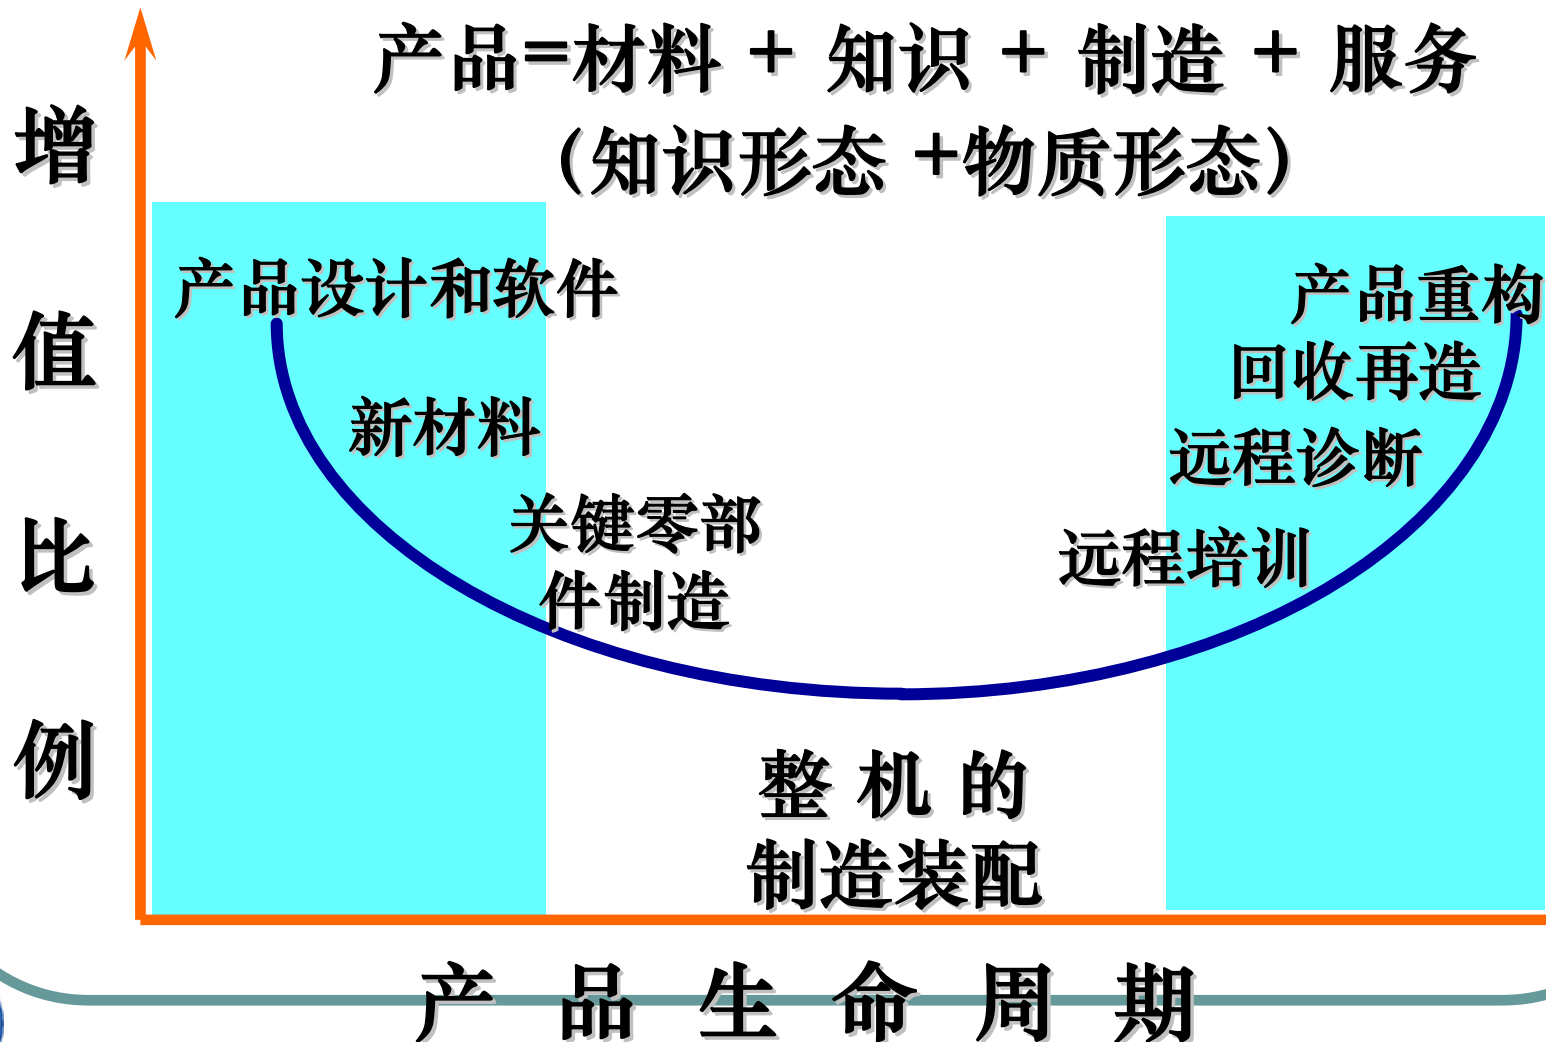 产品=材料 + 知识 + 制造 + 服务
(知识形态 +物质形态)
增
值
比
例
产品设计和软件
新材料
关键零部
件制造
整 机 的
制造装配
产品重构
回收再造
远程诊断
远程培训
产 品 生 命 周 期